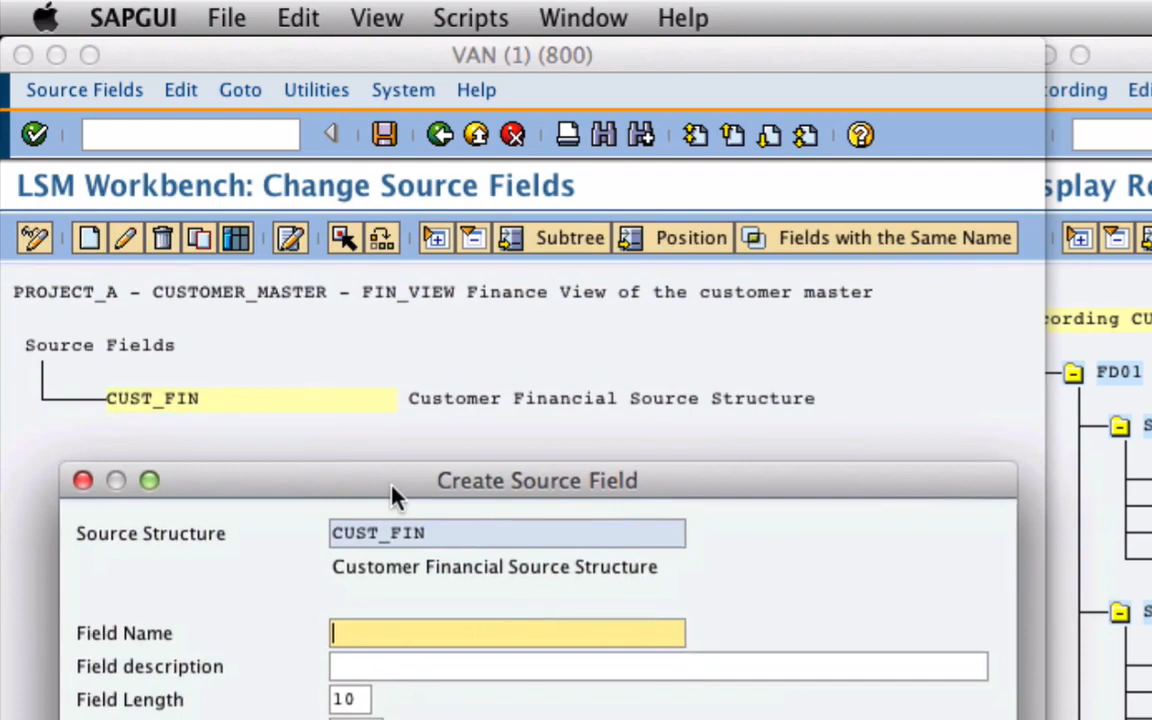 SAPGUI File Edit View Scripts Window Help
VAN (1) (800)
Source Fields Edit Goto Utilities System Help
LSM Workbench: Change Source Fields
Subtree Position Fields with the Same Name
PROJECT_A - CUSTOMER_MASTER - FIN_VIEW Finance View of the customer master
Source Fields
FD01
CUST_FIN Customer Financial Source Structure
Create Source Field
Source Structure CUST_FIN
Customer Financial Source Structure
Field Name
Field description
Field Length 10